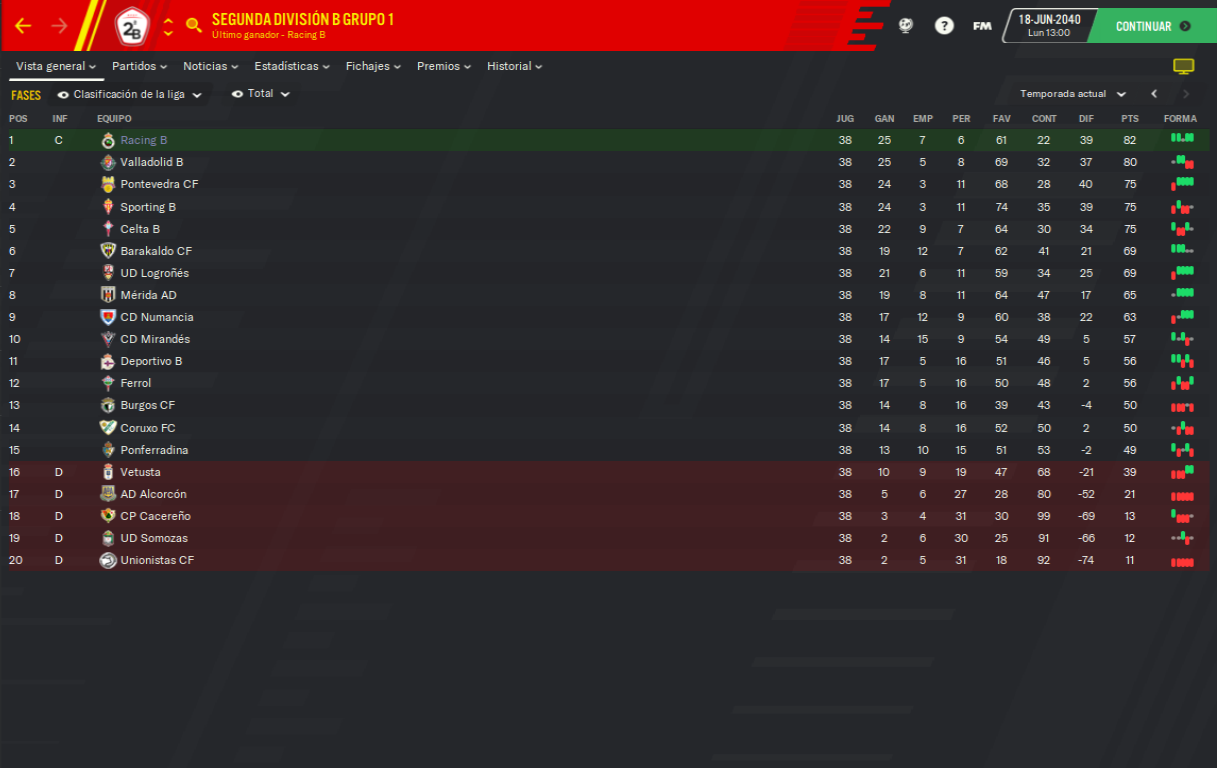 SEGUNDA DIVISIÓN B GRUPO 1
Último ganador - Racing B
2ª B
?
FM
18-JUN-2040
Lun 13:00
CONTINUAR
Vista general Partidos Noticias Estadísticas Fichajes Premios Historial
FASES Clasificación de la liga Total Temporada actual
POS INF EQUIPO JUG GAN EMP PER FAV CONT DIF PTS FORMA
1 C Racing B 38 25 7 6 61 22 39 82
2 Valladolid B 38 25 5 8 69 32 37 80
3 Pontevedra CF 38 24 3 11 68 28 40 75
4 Sporting B 38 24 3 11 74 35 39 75
5 Celta B 38 22 9 7 64 30 34 75
6 Barakaldo CF 38 19 12 7 62 41 21 69
7 UD Logroñés 38 21 6 11 59 34 25 69
8 Mérida AD 38 19 8 11 64 47 17 65
9 CD Numancia 38 17 12 9 60 38 22 63
10 CD Mirandés 38 14 15 9 54 49 5 57
11 Deportivo B 38 17 5 16 51 46 5 56
12 Ferrol 38 17 5 16 50 48 2 56
13 Burgos CF 38 14 8 16 39 43 -4 50
14 Coruxo FC 38 14 8 16 52 50 2 50
15 Ponferradina 38 13 10 15 51 53 -2 49
16 D Vetusta 38 10 9 19 47 68 -21 39
17 D AD Alcorcón 38 5 6 27 28 80 -52 21
18 D CP Cacereño 38 3 4 31 30 99 -69 13
19 D UD Somozas 38 2 6 30 25 91 -66 12
20 D Unionistas CF 38 2 5 31 18 92 -74 11